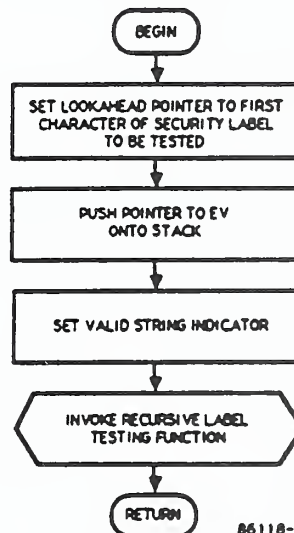 BEGIN
SET LOOKAHEAD POINTER TO FIRST
CHARACTER OF SECURITY LABEL
TO BE TESTED
PUSH POINTER TO EV
ONTO STACK
SET VALID STRING INDICATOR
INVOKE RECURSIVE LABEL
TESTING FUNCTION
RETURN
86118-